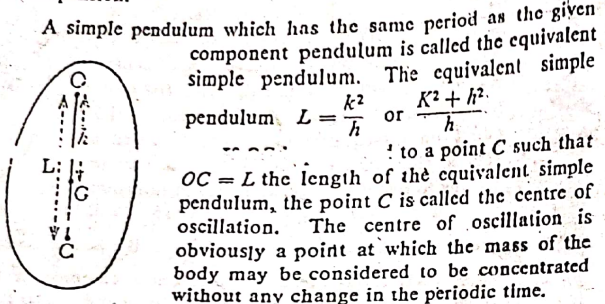 A simple pendulum which has the same period as the given
component pendulum is called the equivalent
simple pendulum. The equivalent simple
pendulum L = k²/h or K² + h²/h
to a point C such that
OC = L the length of the equivalent simple
pendulum, the point C is called the centre of
oscillation. The centre of oscillation is
obviously a point at which the mass of the
body may be considered to be concentrated
without any change in the periodic time.
O
h
L
G
C